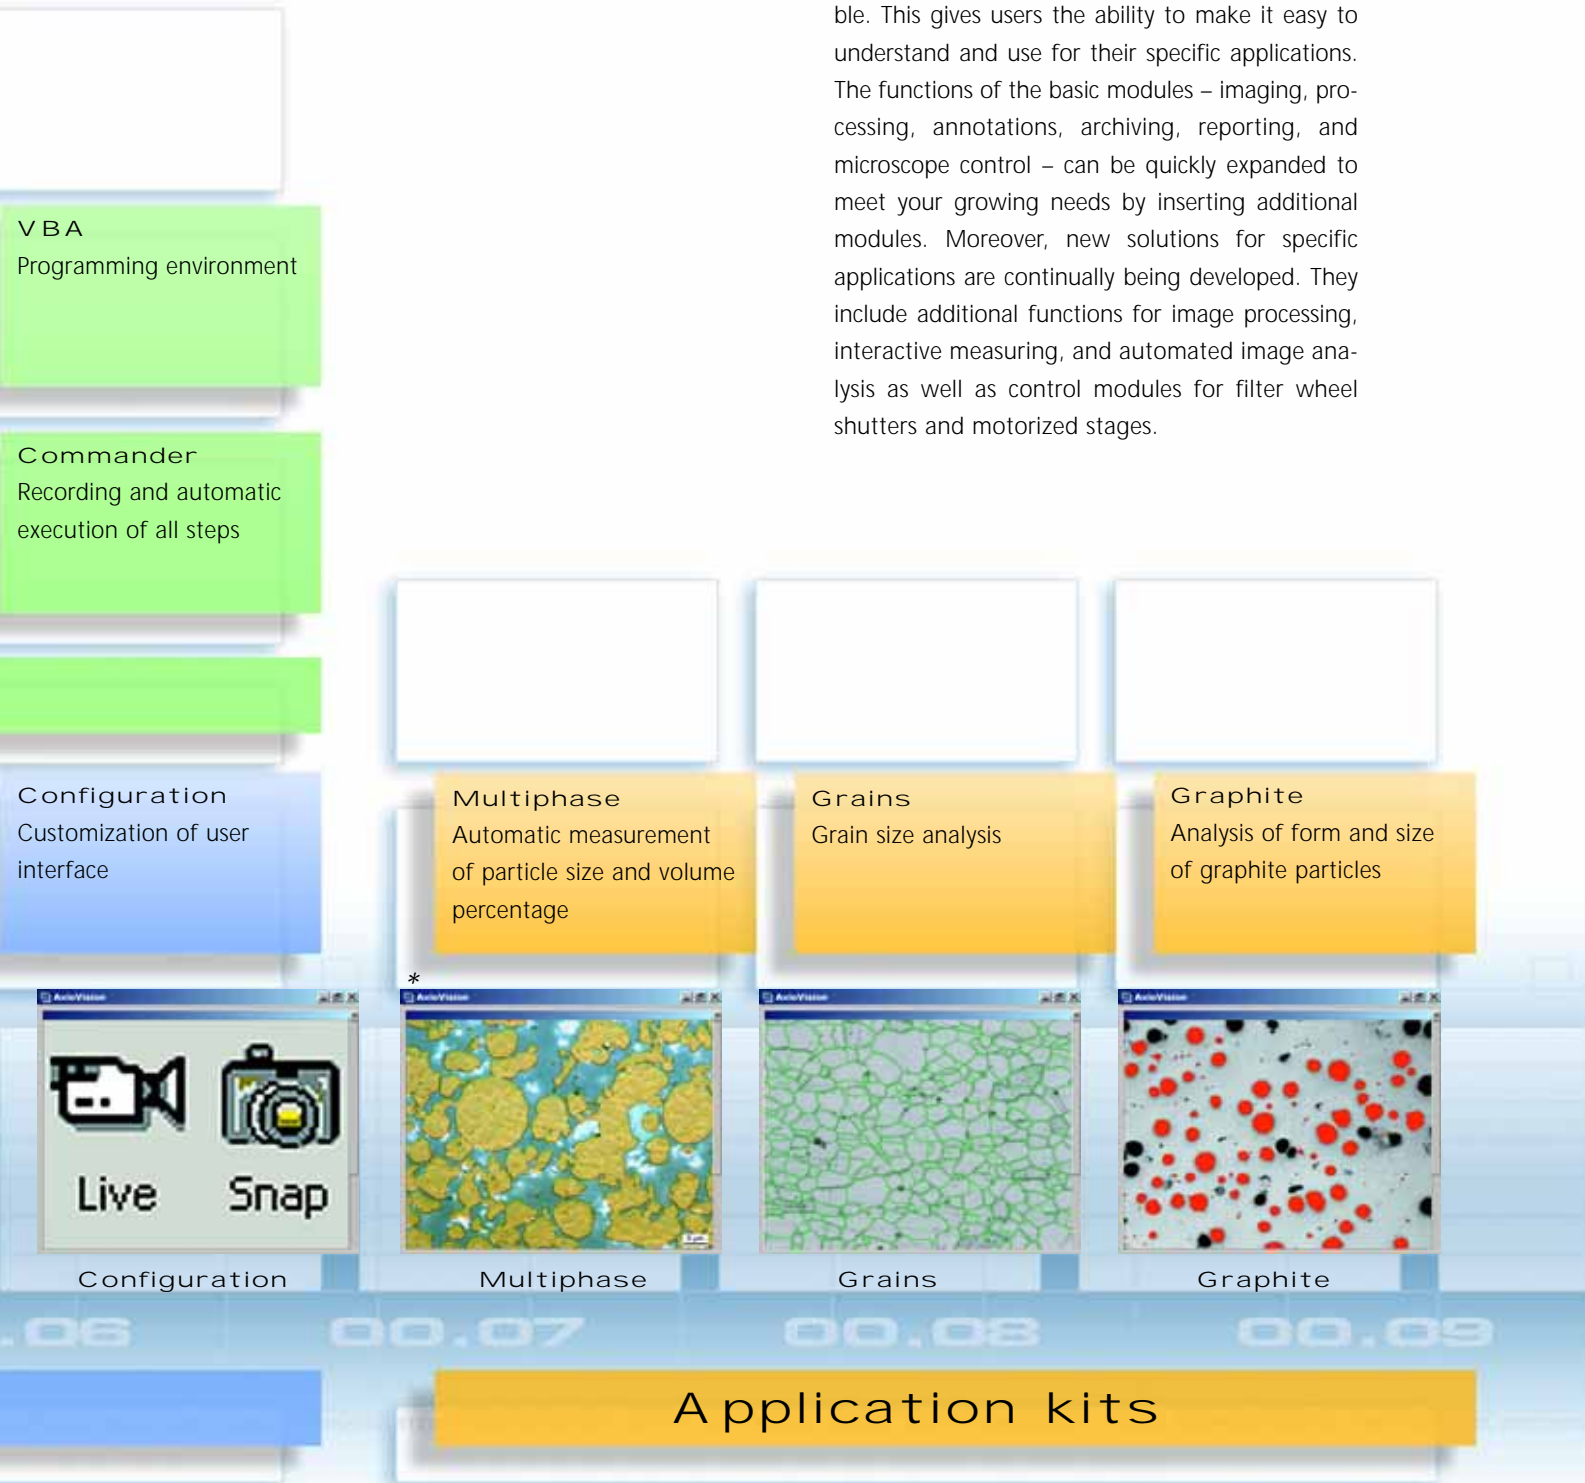 ble. This gives users the ability to make it easy to
understand and use for their specific applications.
The functions of the basic modules – imaging, pro-
cessing, annotations, archiving, reporting, and
microscope control – can be quickly expanded to
meet your growing needs by inserting additional
modules. Moreover, new solutions for specific
applications are continually being developed. They
include additional functions for image processing,
interactive measuring, and automated image ana-
lysis as well as control modules for filter wheel
shutters and motorized stages.
VBA
Programming environment
Commander
Recording and automatic
execution of all steps
Configuration
Customization of user
interface
Multiphase
Automatic measurement
of particle size and volume
percentage
Grains
Grain size analysis
Graphite
Analysis of form and size
of graphite particles
*
AxioVision
AxioVision
AxioVision
AxioVision
Live Snap
5 µm
Configuration
Multiphase
Grains
Graphite
.06 00.07 00.08 00.09
Application kits